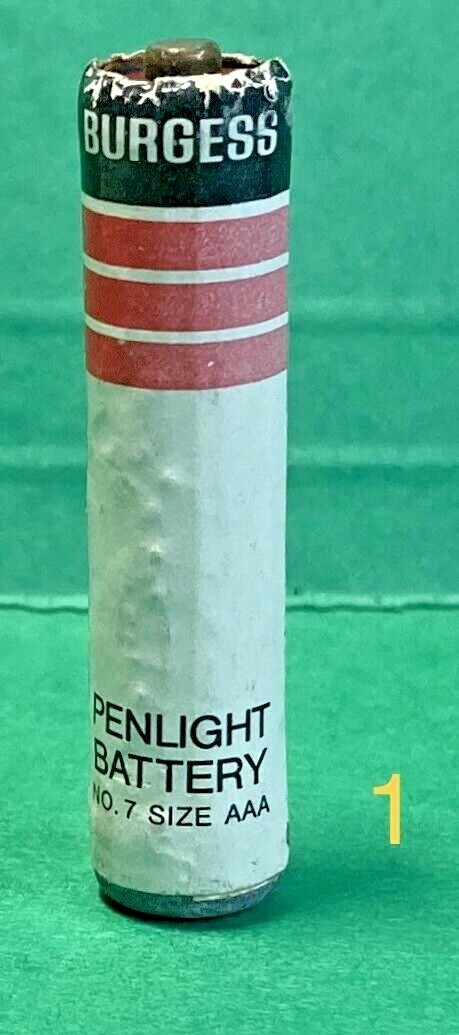 BURGESS
PENLIGHT
BATTERY
NO. 7 SIZE AAA
1